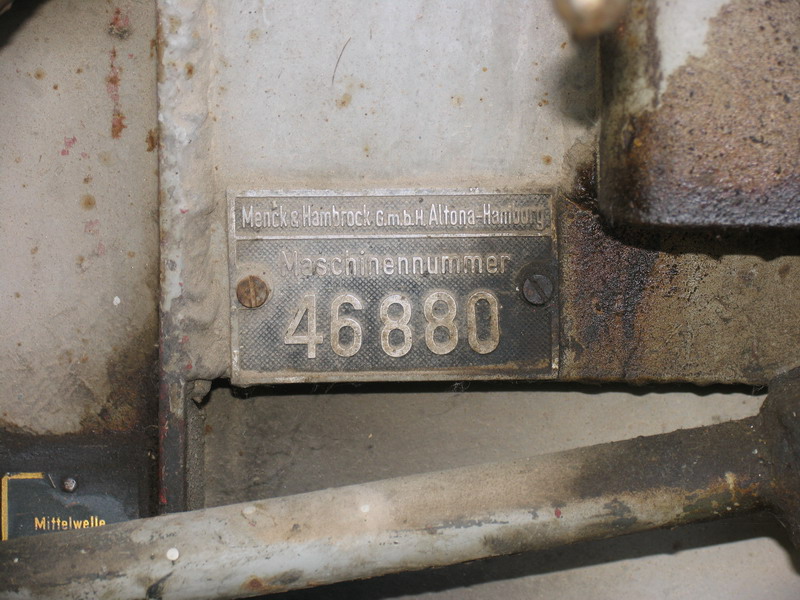 Menck & Hambrock G.m.b.H. Altona-Hamburg
Maschinennummer
46880
Mittelwelle